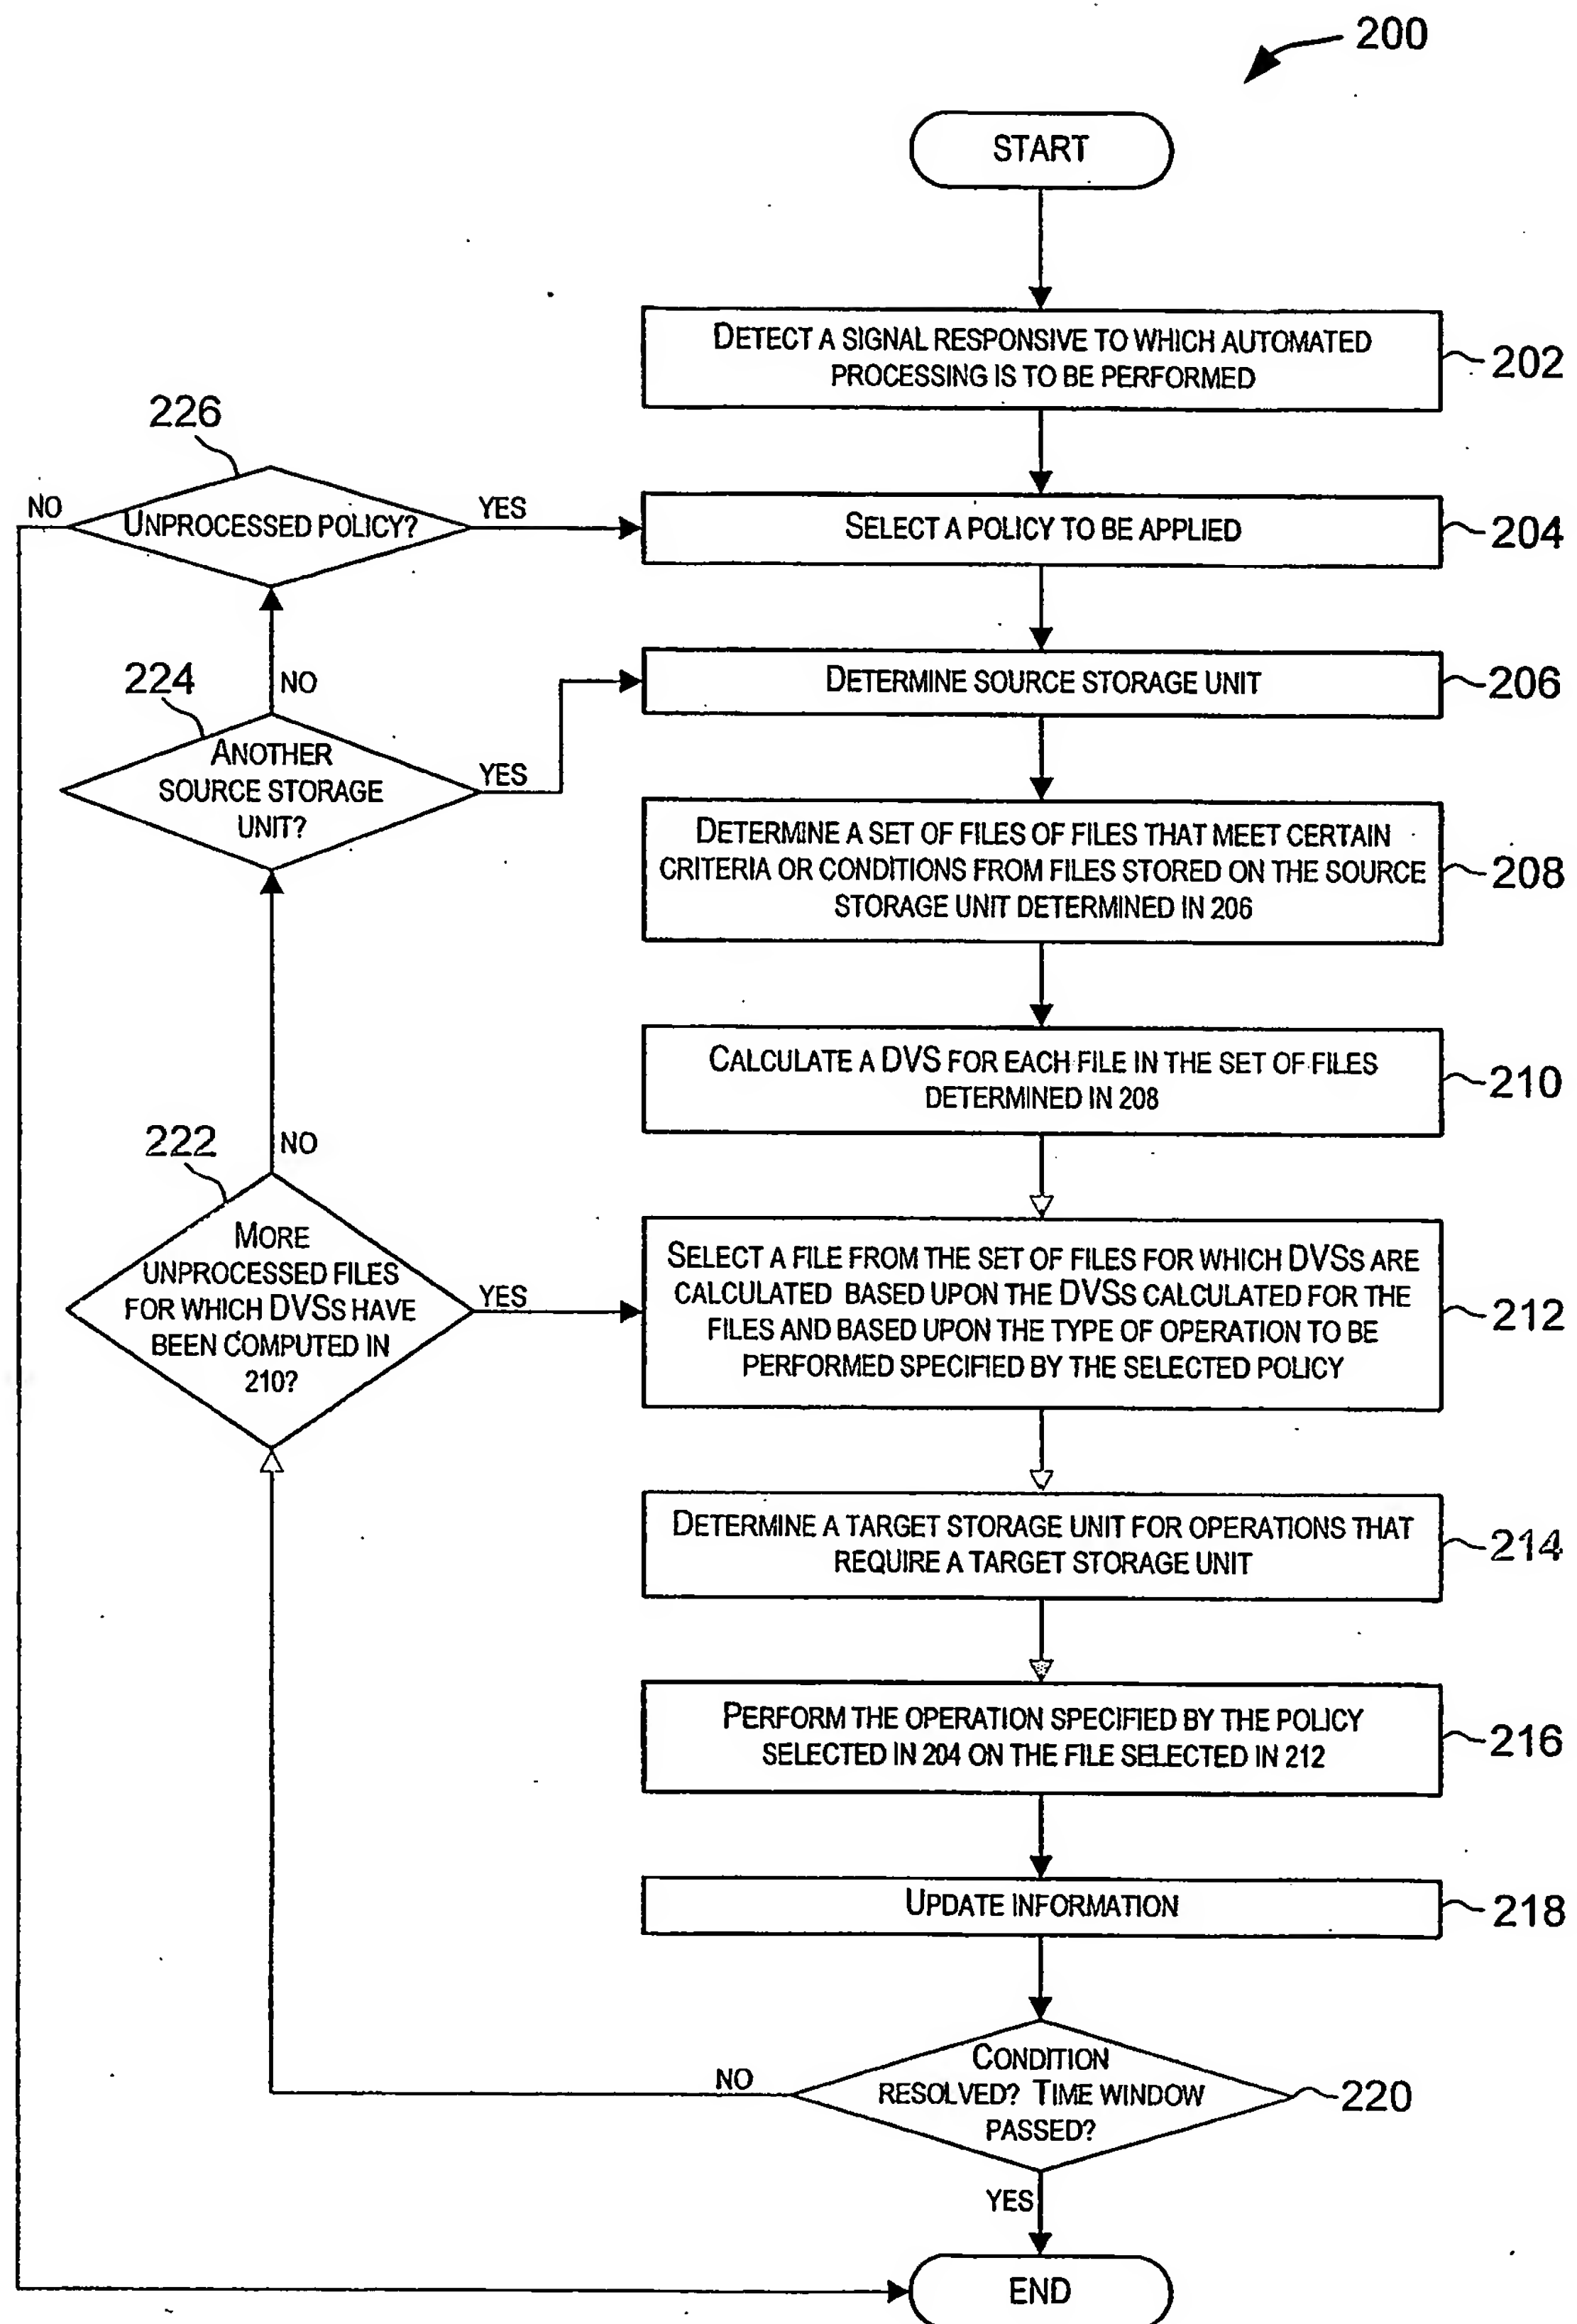 200
START
DETECT A SIGNAL RESPONSIVE TO WHICH AUTOMATED
PROCESSING IS TO BE PERFORMED
202
226
NO
UNPROCESSED POLICY?
YES
SELECT A POLICY TO BE APPLIED
204
224
NO
DETERMINE SOURCE STORAGE UNIT
206
ANOTHER
SOURCE STORAGE
UNIT?
YES
DETERMINE A SET OF FILES OF FILES THAT MEET CERTAIN
CRITERIA OR CONDITIONS FROM FILES STORED ON THE SOURCE
STORAGE UNIT DETERMINED IN 206
208
CALCULATE A DVS FOR EACH FILE IN THE SET OF FILES
DETERMINED IN 208
210
222
NO
MORE
UNPROCESSED FILES
FOR WHICH DVSS HAVE
BEEN COMPUTED IN
210?
YES
SELECT A FILE FROM THE SET OF FILES FOR WHICH DVSS ARE
CALCULATED BASED UPON THE DVSS CALCULATED FOR THE
FILES AND BASED UPON THE TYPE OF OPERATION TO BE
PERFORMED SPECIFIED BY THE SELECTED POLICY
212
DETERMINE A TARGET STORAGE UNIT FOR OPERATIONS THAT
REQUIRE A TARGET STORAGE UNIT
214
PERFORM THE OPERATION SPECIFIED BY THE POLICY
SELECTED IN 204 ON THE FILE SELECTED IN 212
216
UPDATE INFORMATION
218
NO
CONDITION
RESOLVED? TIME WINDOW
PASSED?
220
YES
END